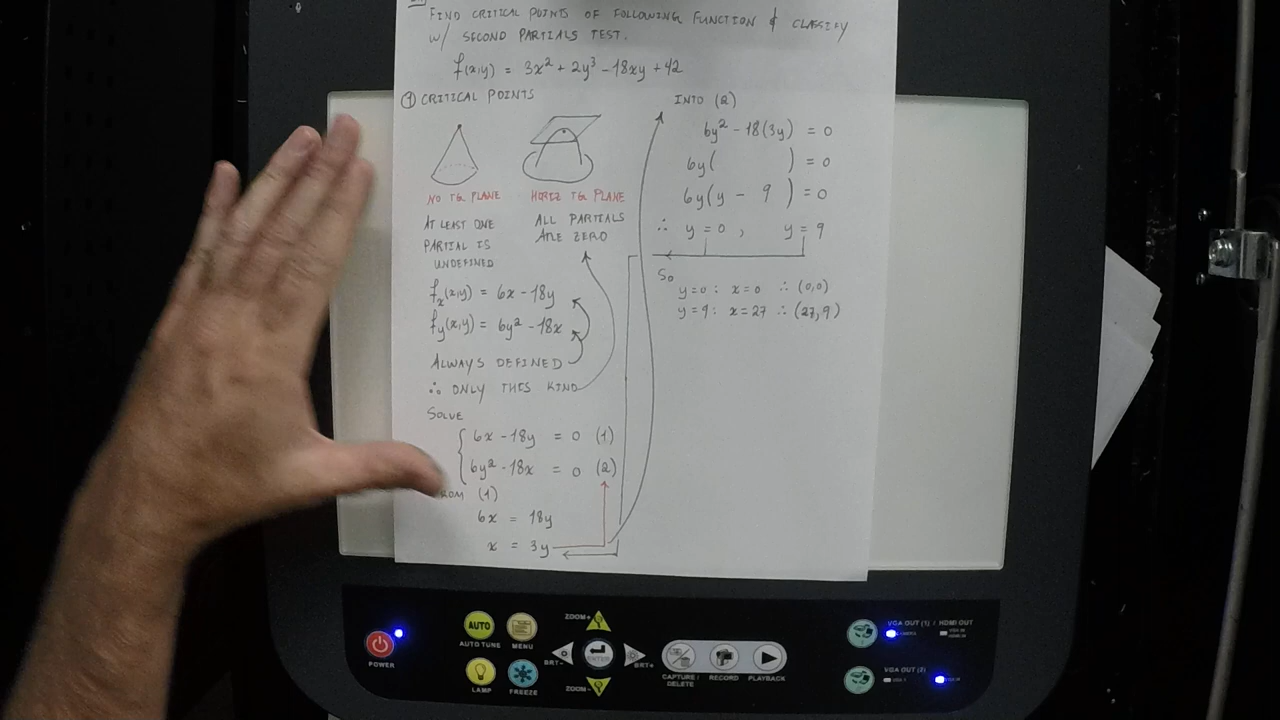 FIND CRITICAL POINTS OF FOLLOWING FUNCTION & CLASSIFY
W/ SECOND PARTIALS TEST.
f(x,y) = 3x² + 2y³ - 18xy + 42
① CRITICAL POINTS
NO TG PLANE
HORIZ TG PLANE
AT LEAST ONE
PARTIAL IS
UNDEFINED
ALL PARTIALS
ARE ZERO
fx(x,y) = 6x - 18y
fy(x,y) = 6y² - 18x
ALWAYS DEFINED
∴ ONLY THIS KIND
SOLVE
{ 6x - 18y = 0 (1)
6y² - 18x = 0 (2)
ROM (1)
6x = 18y
x = 3y
INTO (2)
6y² - 18(3y) = 0
6y( ) = 0
6y(y - 9 ) = 0
∴ y = 0 , y = 9
SO
y=0 : x=0 ∴ (0,0)
y=9 : x=27 ∴ (27,9)
POWER
AUTO
AUTO TUNE
MENU
LAMP
FREEZE
ZOOM+
BRT-
ENTER
BRT+
ZOOM-
CAPTURE/
DELETE
RECORD
PLAYBACK
VGA OUT (1) / HDMI OUT
VGA OUT (2)